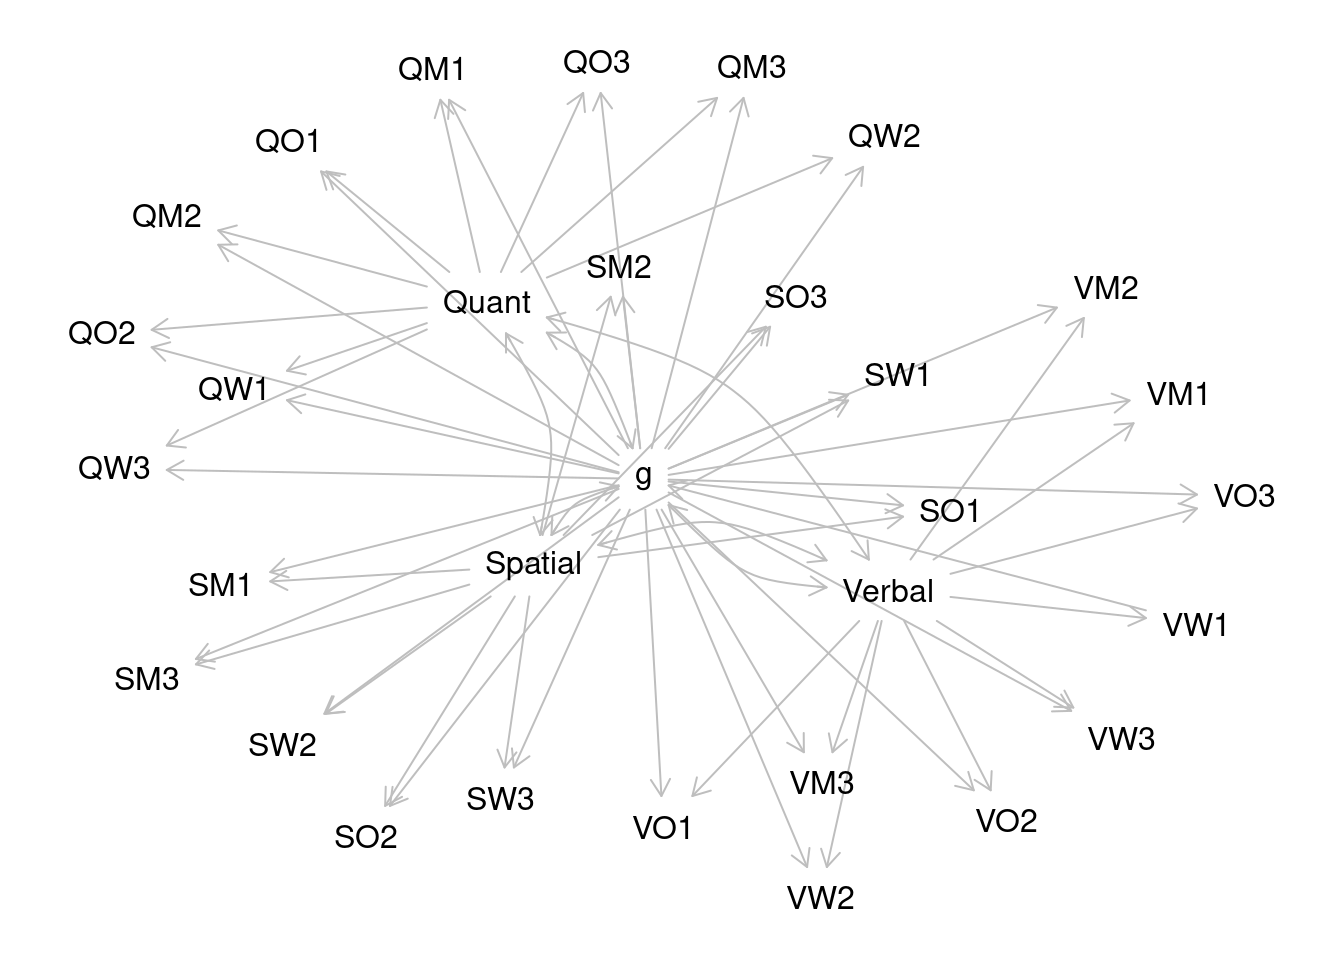 QM1
QO3
QM3
QO1
QW2
QM2
SM2
Quant
SO3
VM2
QO2
QW1
SW1
VM1
QW3
g
VO3
SO1
Spatial
SM1
Verbal
VW1
SM3
SW2
VW3
SW3
VM3
SO2
VO1
VO2
VW2